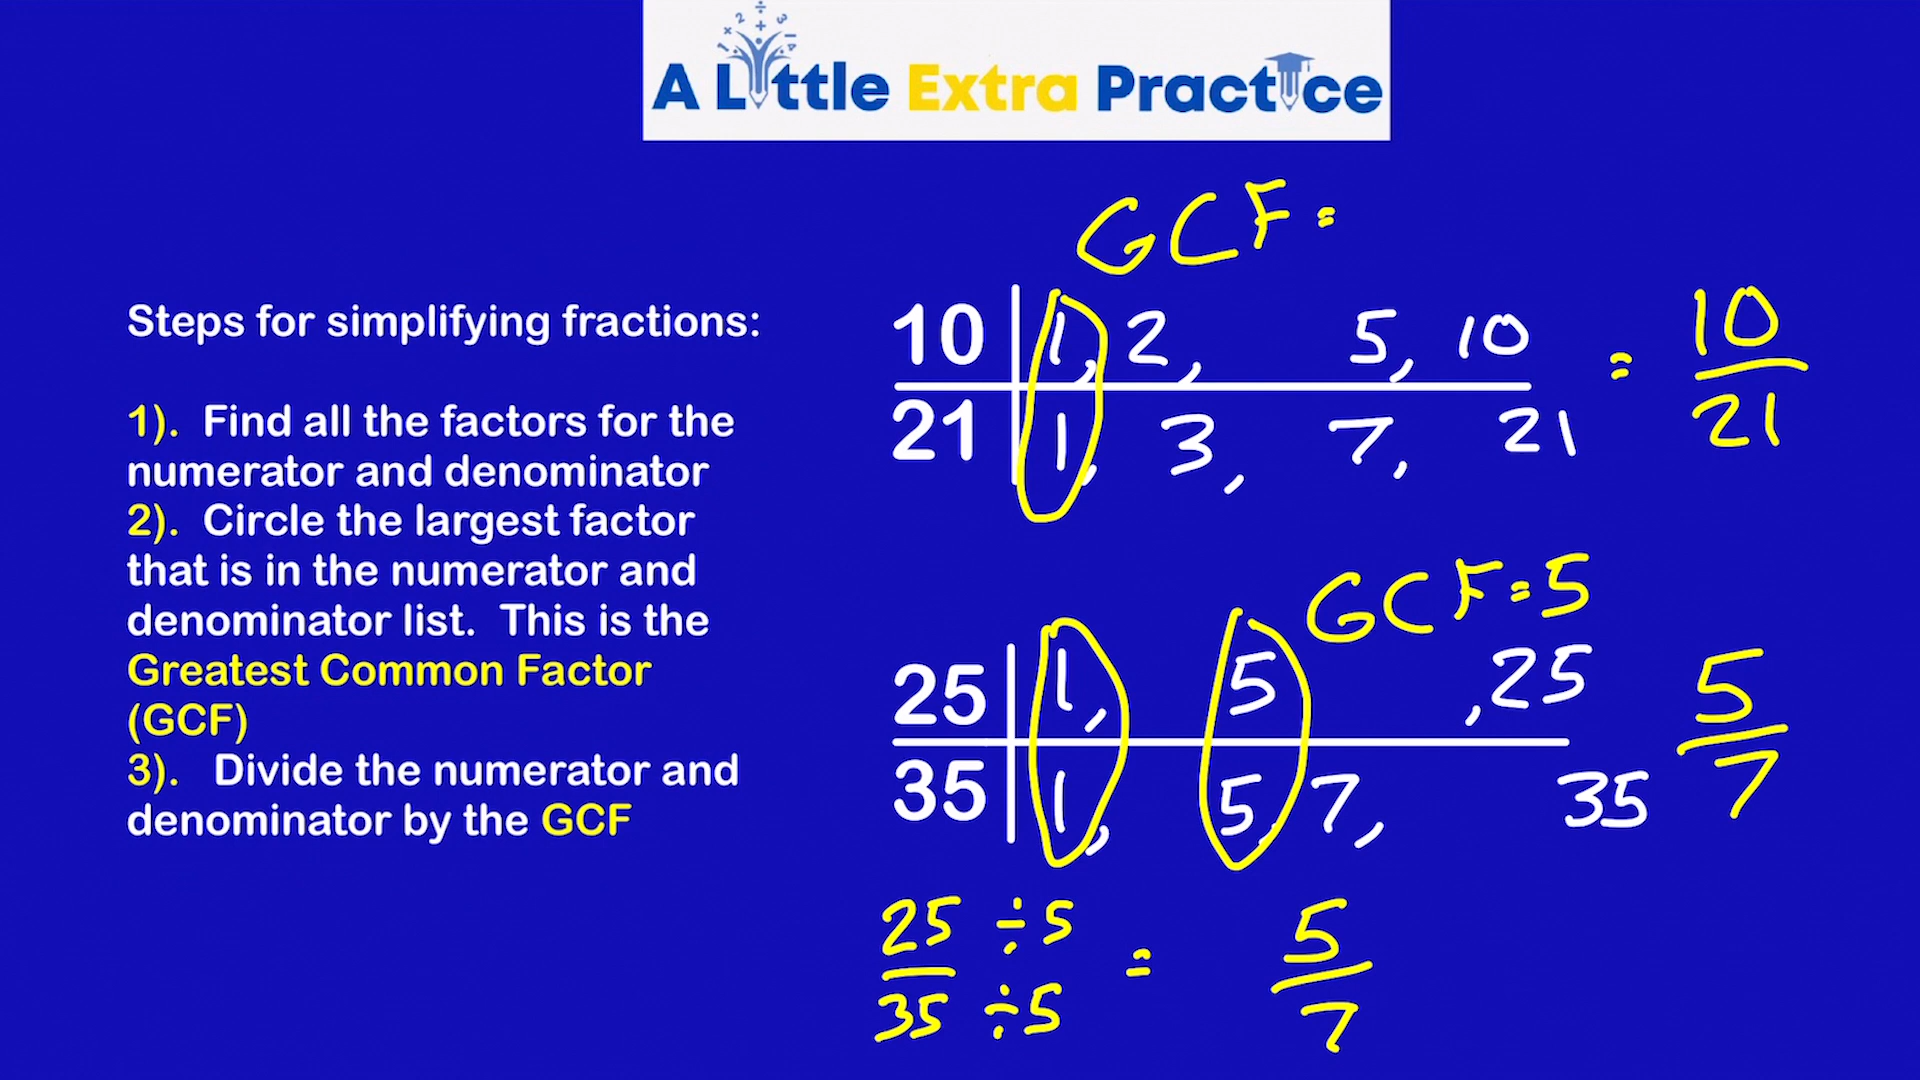 A Little Extra Practice
Steps for simplifying fractions:
1). Find all the factors for the
numerator and denominator
2). Circle the largest factor
that is in the numerator and
denominator list. This is the
Greatest Common Factor
(GCF)
3). Divide the numerator and
denominator by the GCF
GCF =
10 1, 2, 5, 10
21 1, 3, 7, 21
= 10
21
GCF = 5
25 1, 5 , 25
35 1, 5, 7, 35
5
7
25 ÷5
35 ÷5
= 5
7